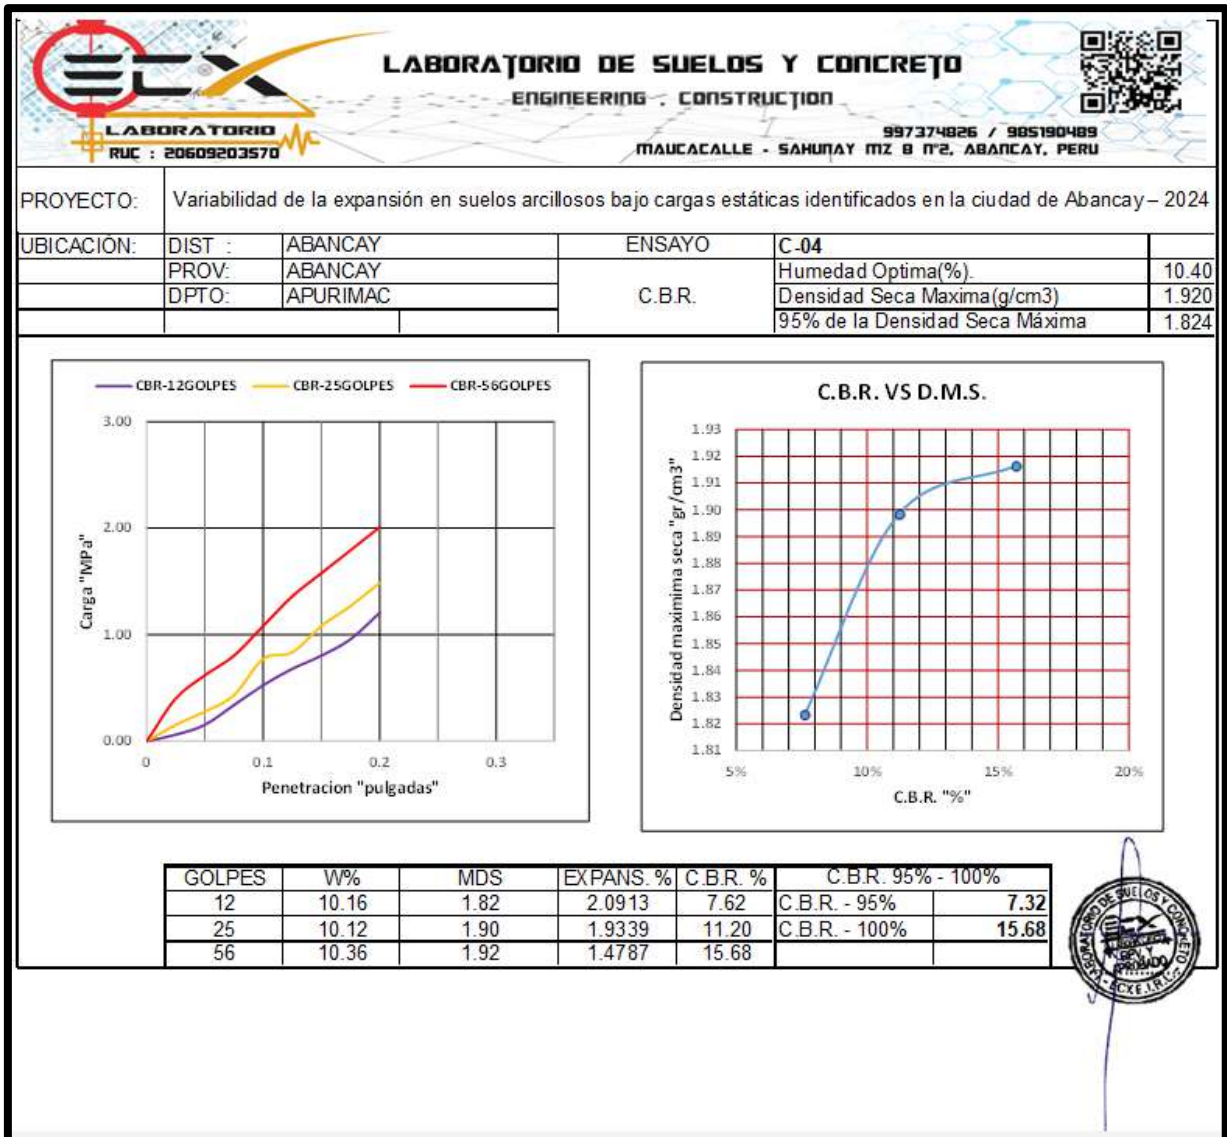 ECX
LABORATORIO
RUC : 20609203570
LABORATORIO DE SUELOS Y CONCRETO
ENGINEERING . CONSTRUCTION
997374826 / 985190489
MAUCACALLE - SAHUNAY MZ B N°2, ABANCAY, PERU
PROYECTO: Variabilidad de la expansión en suelos arcillosos bajo cargas estáticas identificados en la ciudad de Abancay – 2024
UBICACIÓN: DIST : ABANCAY ENSAYO C-04
PROV: ABANCAY Humedad Optima(%). 10.40
DPTO: APURIMAC C.B.R. Densidad Seca Maxima(g/cm3) 1.920
95% de la Densidad Seca Máxima 1.824
CBR-12GOLPES CBR-25GOLPES CBR-56GOLPES
3.00
2.00
1.00
0.00
Carga "MPa"
0 0.1 0.2 0.3
Penetracion "pulgadas"
C.B.R. VS D.M.S.
1.93
1.92
1.91
1.90
1.89
1.88
1.87
1.86
1.85
1.84
1.83
1.82
1.81
Densidad maximima seca "gr/cm3"
5% 10% 15% 20%
C.B.R. "%"
GOLPES W% MDS EXPANS. % C.B.R. % C.B.R. 95% - 100%
12 10.16 1.82 2.0913 7.62 C.B.R. - 95% 7.32
25 10.12 1.90 1.9339 11.20 C.B.R. - 100% 15.68
56 10.36 1.92 1.4787 15.68
LABORATORIO DE SUELOS Y CONCRETO
ECX E.I.R.L.